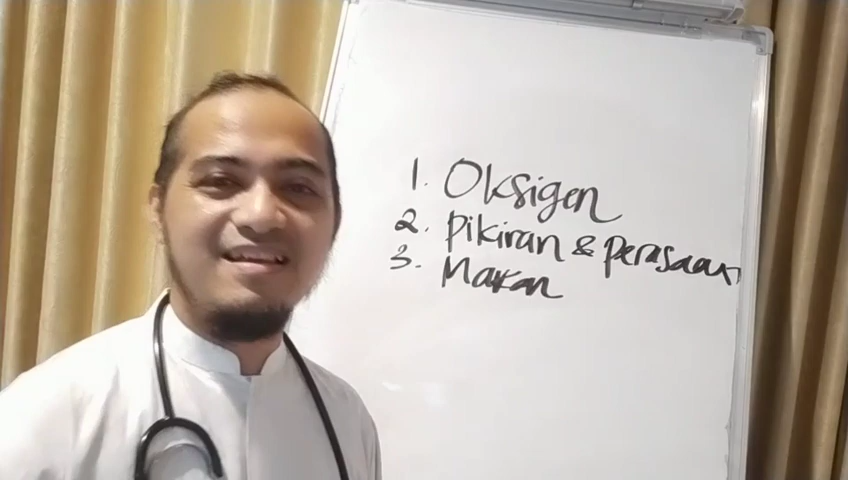 1. Oksigen
2. Pikiran & Perasaan
3. Makan